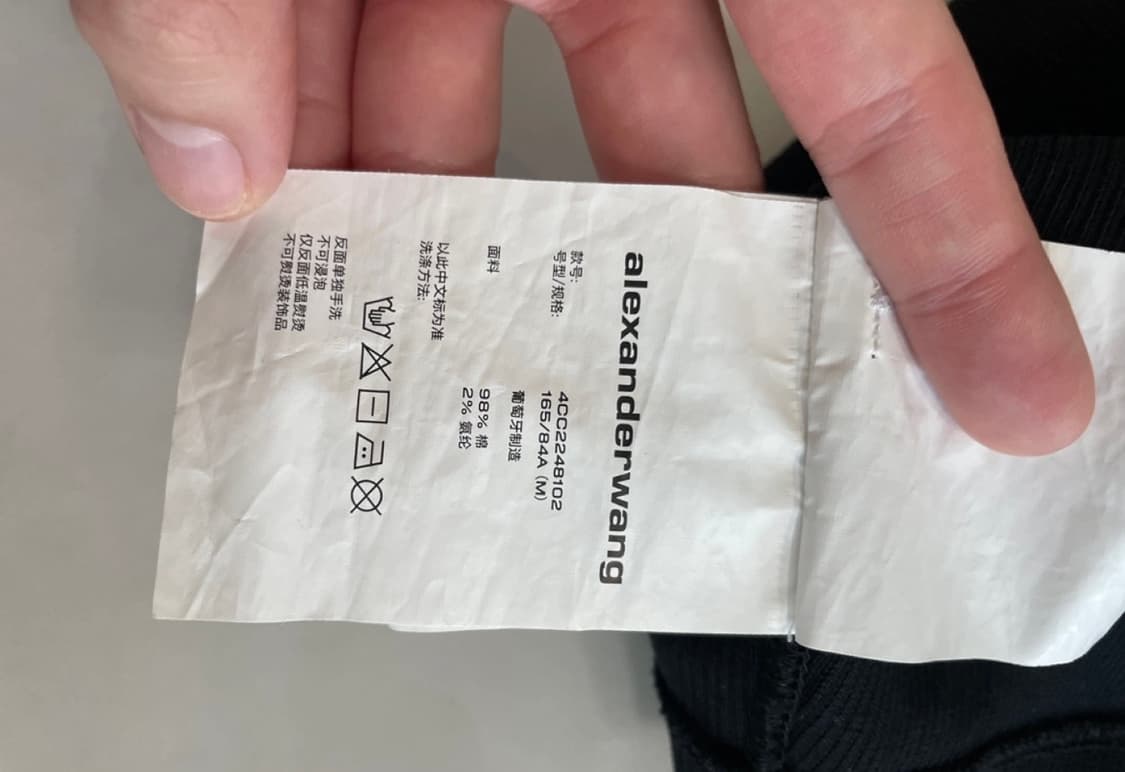 alexanderwang
款号: 4CC2248102
号型/规格: 165/84A (M)
葡萄牙制造
面料 98% 棉
2% 氨纶
以此中文标为准
洗涤方法:
反面单独手洗
不可浸泡
仅反面低温熨烫
不可熨烫装饰品